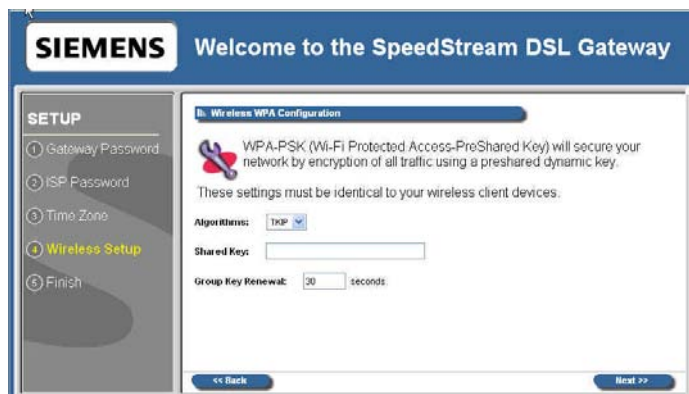 SIEMENS
Welcome to the SpeedStream DSL Gateway
SETUP
1 Gateway Password
2 ISP Password
3 Time Zone
4 Wireless Setup
5 Finish
Wireless WPA Configuration
WPA-PSK (Wi-Fi Protected Access-PreShared Key) will secure your
network by encryption of all traffic using a preshared dynamic key.
These settings must be identical to your wireless client devices.
Algorithms: TKIP
Shared Key:
Group Key Renewal: 30 seconds
<< Back
Next >>